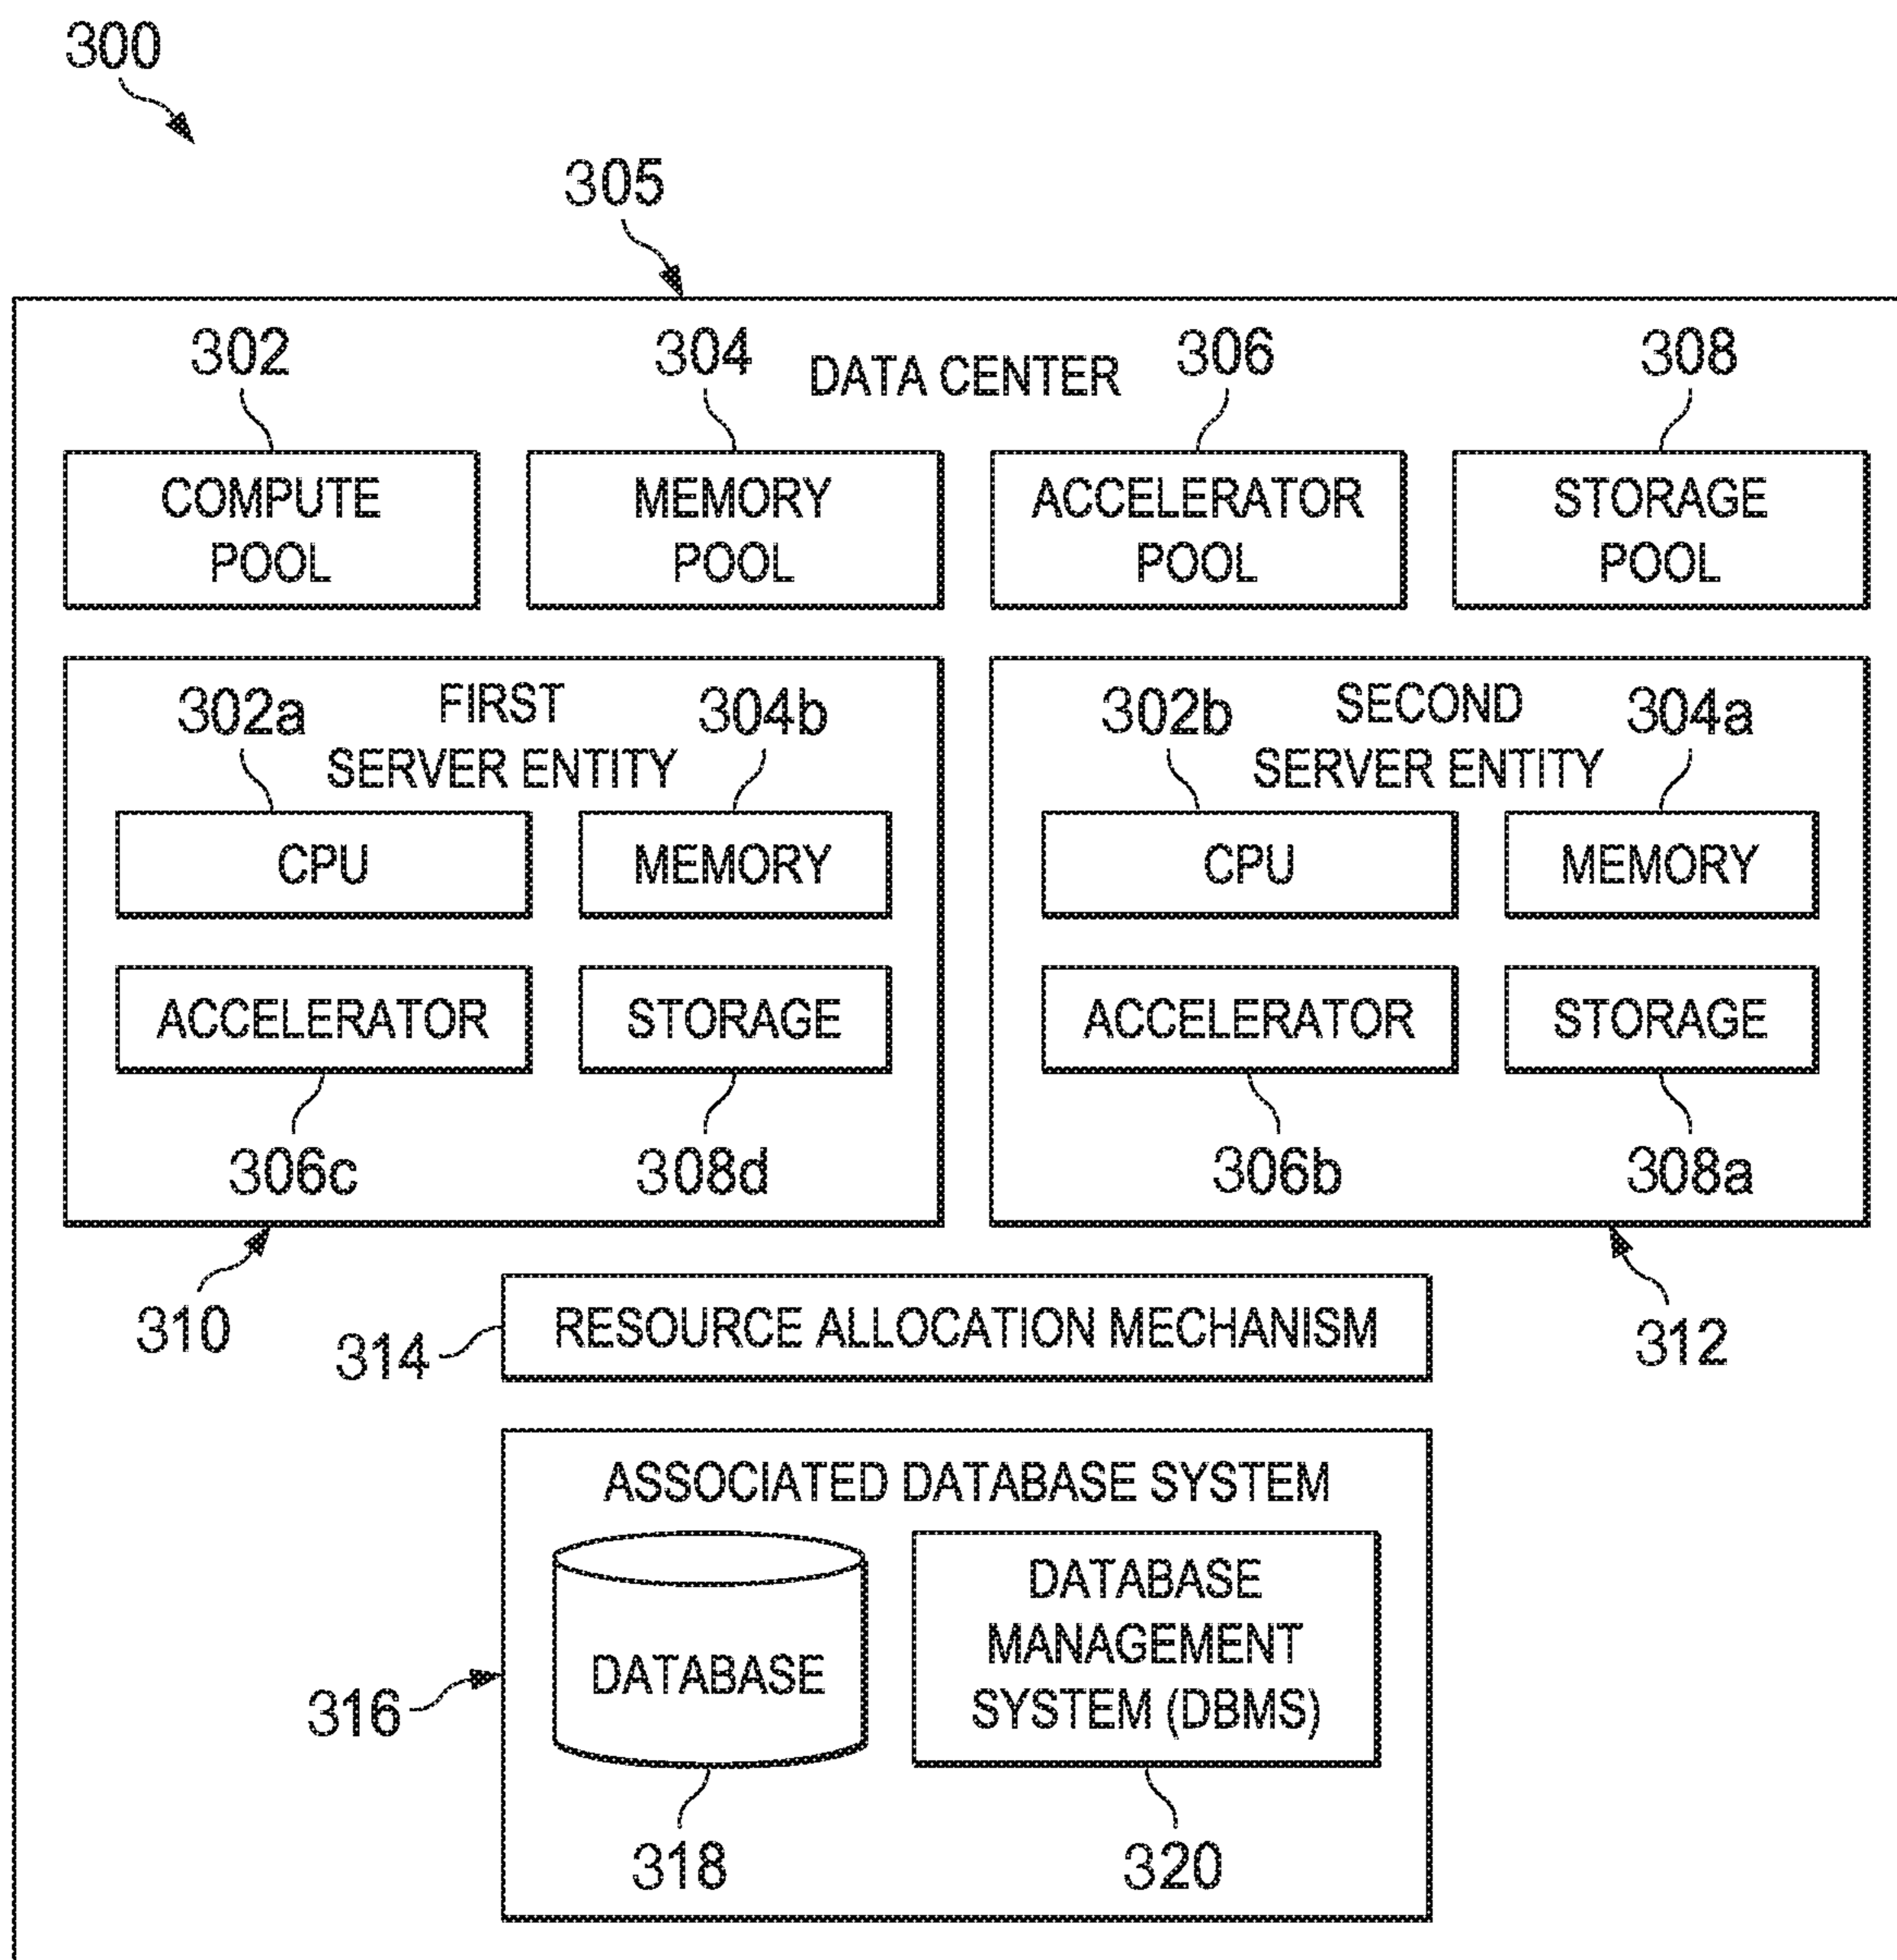 300
305
302
304
DATA CENTER
306
308
COMPUTE
POOL
MEMORY
POOL
ACCELERATOR
POOL
STORAGE
POOL
302a
FIRST
SERVER ENTITY
304b
CPU
MEMORY
ACCELERATOR
STORAGE
306c
308d
310
302b
SECOND
SERVER ENTITY
304a
CPU
MEMORY
ACCELERATOR
STORAGE
306b
308a
312
314
RESOURCE ALLOCATION MECHANISM
ASSOCIATED DATABASE SYSTEM
316
DATABASE
DATABASE
MANAGEMENT
SYSTEM (DBMS)
318
320